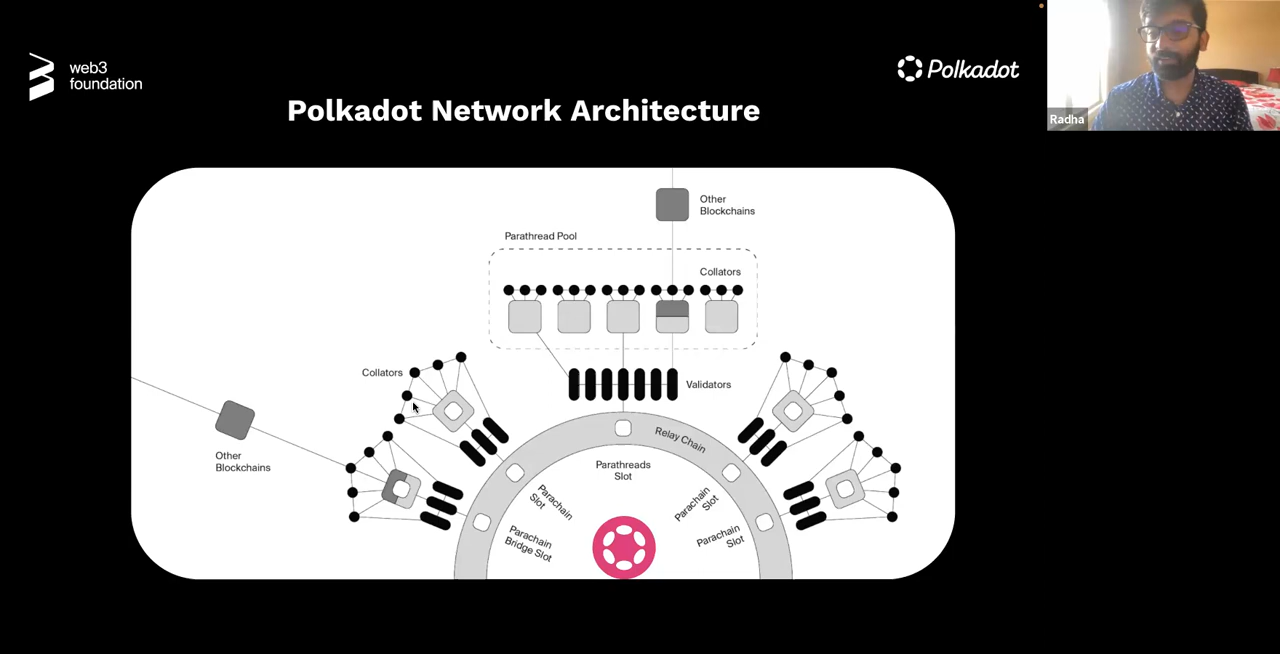 web3
foundation
Polkadot
Radha
Polkadot Network Architecture
Other
Blockchains
Parathread Pool
Collators
Collators
Validators
Other
Blockchains
Relay Chain
Parathreads
Slot
Parachain
Slot
Parachain
Slot
Parachain
Bridge Slot
Parachain
Slot